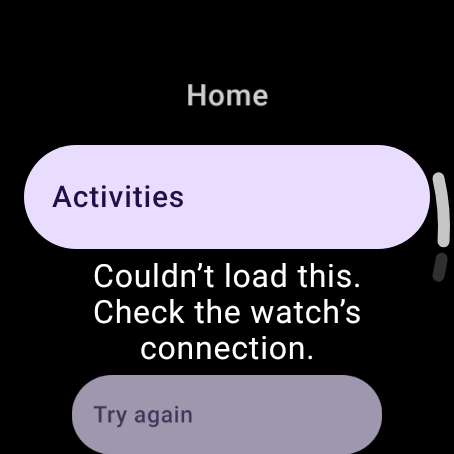 Home
Activities
Couldn’t load this.
Check the watch’s
connection.
Try again